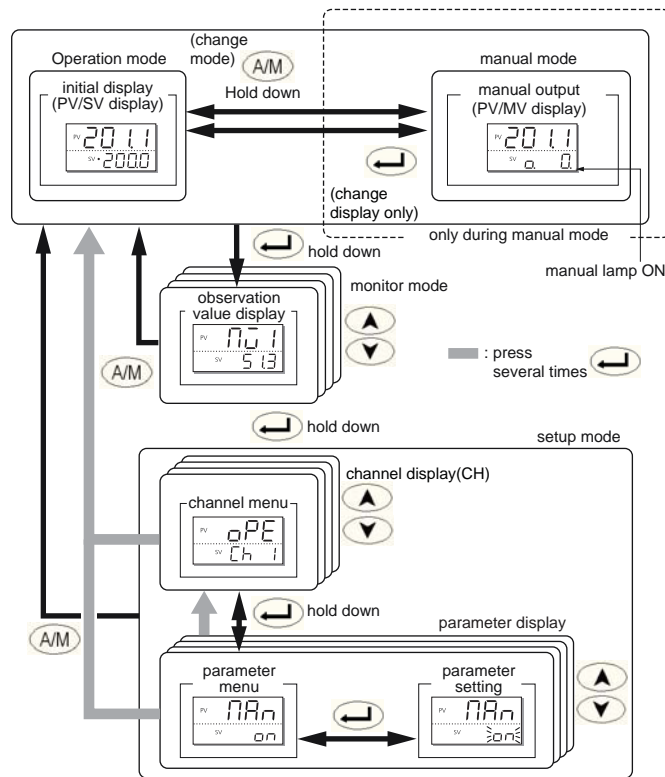 Operation mode
(change
mode)
A/M
Hold down
manual mode
initial display
(PV/SV display)
PV 201.1
SV 200.0
manual output
(PV/MV display)
PV 201.1
SV o. 0.
(change
display only)
only during manual mode
manual lamp ON
hold down
monitor mode
observation
value display
PV MV1
SV 51.3
A/M
: press
several times
hold down
setup mode
channel display(CH)
channel menu
PV oPE
SV Ch 1
hold down
A/M
parameter display
parameter
menu
PV MAn
SV on
parameter
setting
PV MAn
SV on